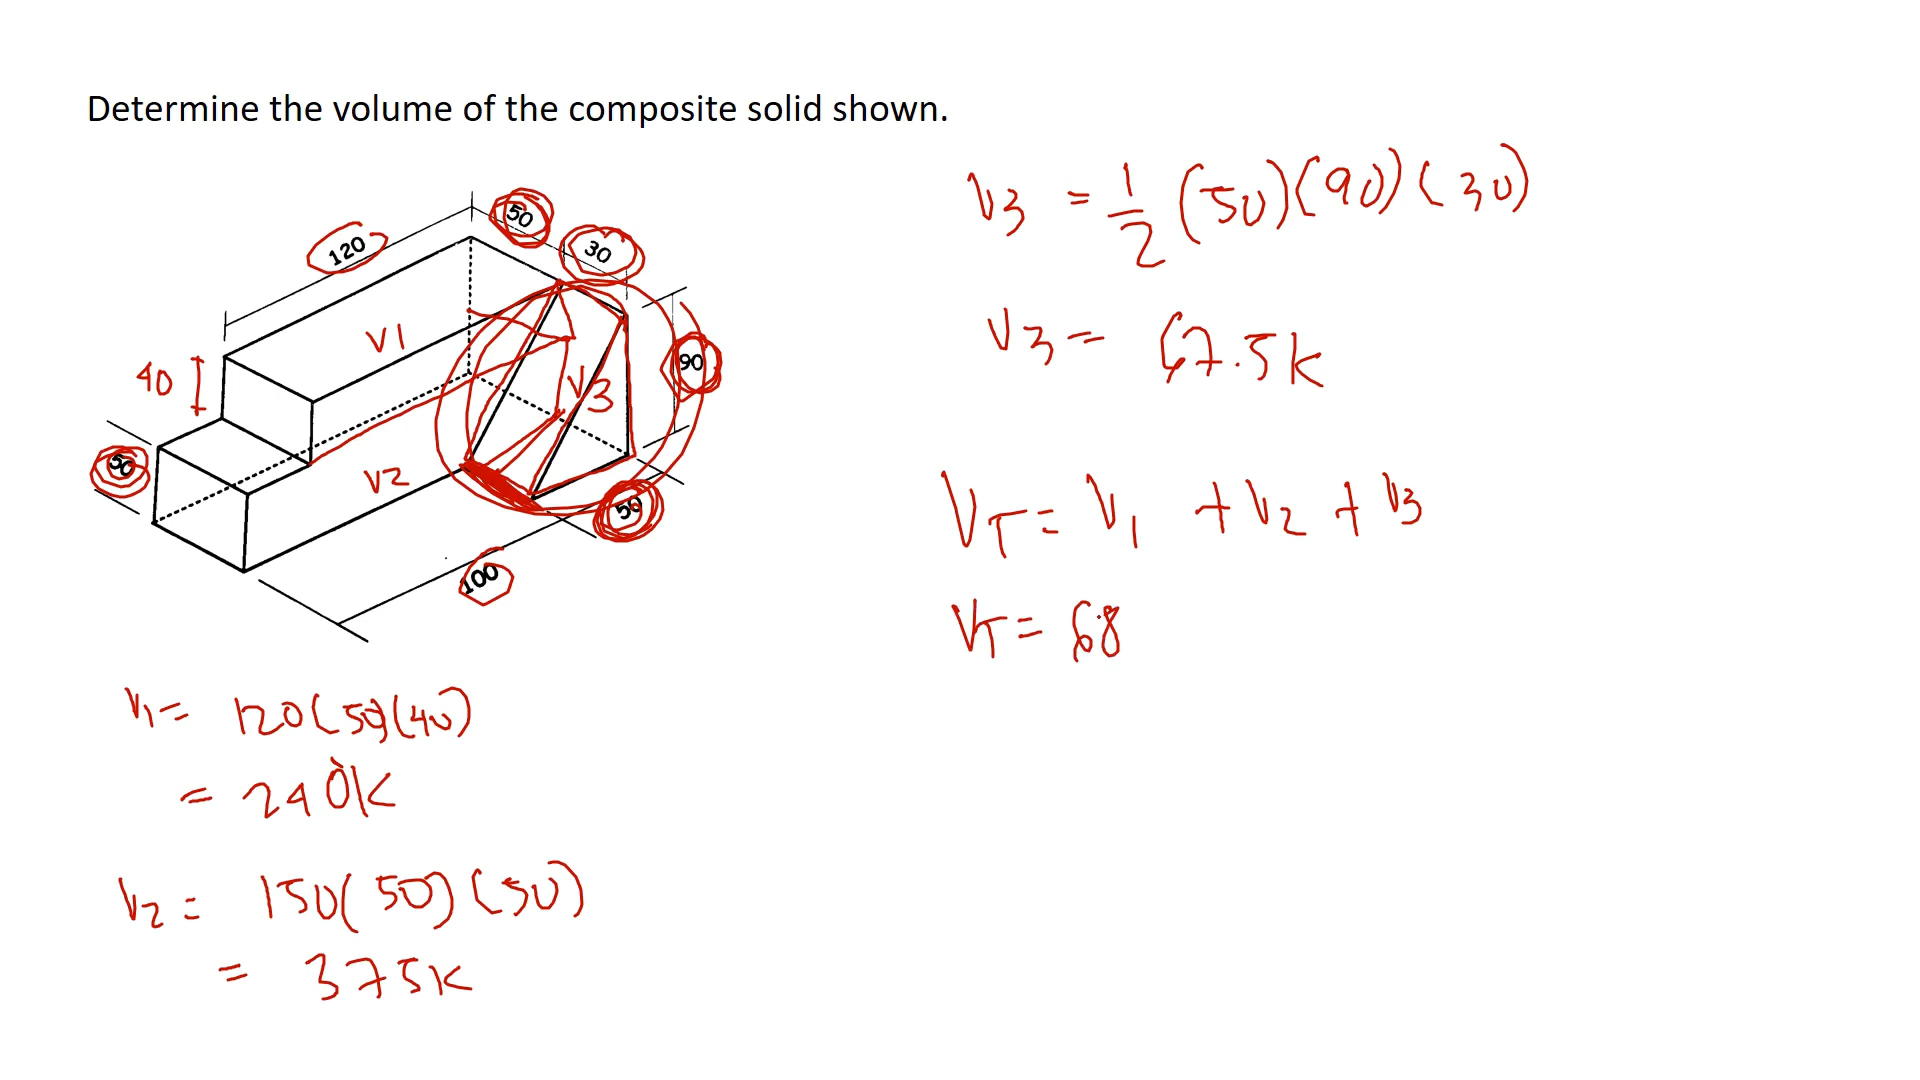 Determine the volume of the composite solid shown.
50
120
30
V1
40
90
V3
50
V2
50
100
V1 = 120(50)(40)
= 240K
V2 = 150(50)(50)
= 375K
V3 = 1/2 (50)(90)(30)
V3 = 67.5K
VT = V1 + V2 + V3
VT = 68